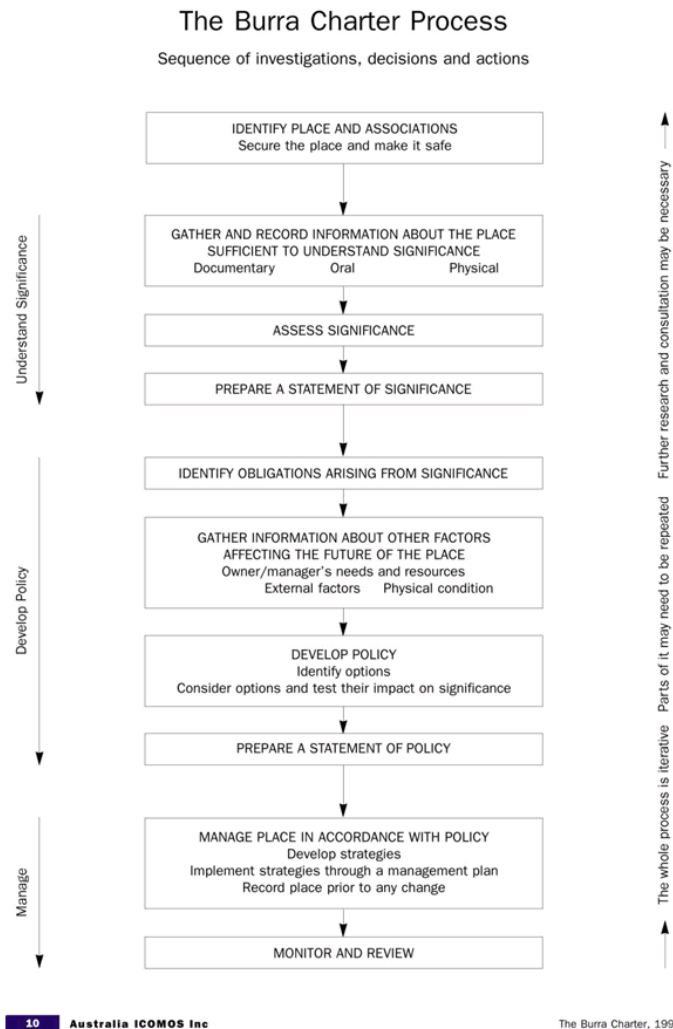 The Burra Charter Process
Sequence of investigations, decisions and actions
IDENTIFY PLACE AND ASSOCIATIONS
Secure the place and make it safe
Understand Significance
GATHER AND RECORD INFORMATION ABOUT THE PLACE
SUFFICIENT TO UNDERSTAND SIGNIFICANCE
Documentary Oral Physical
ASSESS SIGNIFICANCE
PREPARE A STATEMENT OF SIGNIFICANCE
Develop Policy
IDENTIFY OBLIGATIONS ARISING FROM SIGNIFICANCE
GATHER INFORMATION ABOUT OTHER FACTORS
AFFECTING THE FUTURE OF THE PLACE
Owner/manager's needs and resources
External factors Physical condition
DEVELOP POLICY
Identify options
Consider options and test their impact on significance
PREPARE A STATEMENT OF POLICY
Manage
MANAGE PLACE IN ACCORDANCE WITH POLICY
Develop strategies
Implement strategies through a management plan
Record place prior to any change
MONITOR AND REVIEW
The whole process is iterative Parts of it may need to be repeated Further research and consultation may be necessary
10 Australia ICOMOS Inc
The Burra Charter, 199